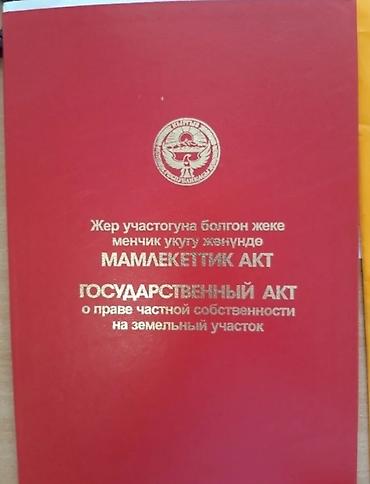 Жер участогуна болгон жеке
менчик укугу жөнүндө
МАМЛЕКЕТТИК АКТ
ГОСУДАРСТВЕННЫЙ АКТ
о праве частной собственности
на земельный участок